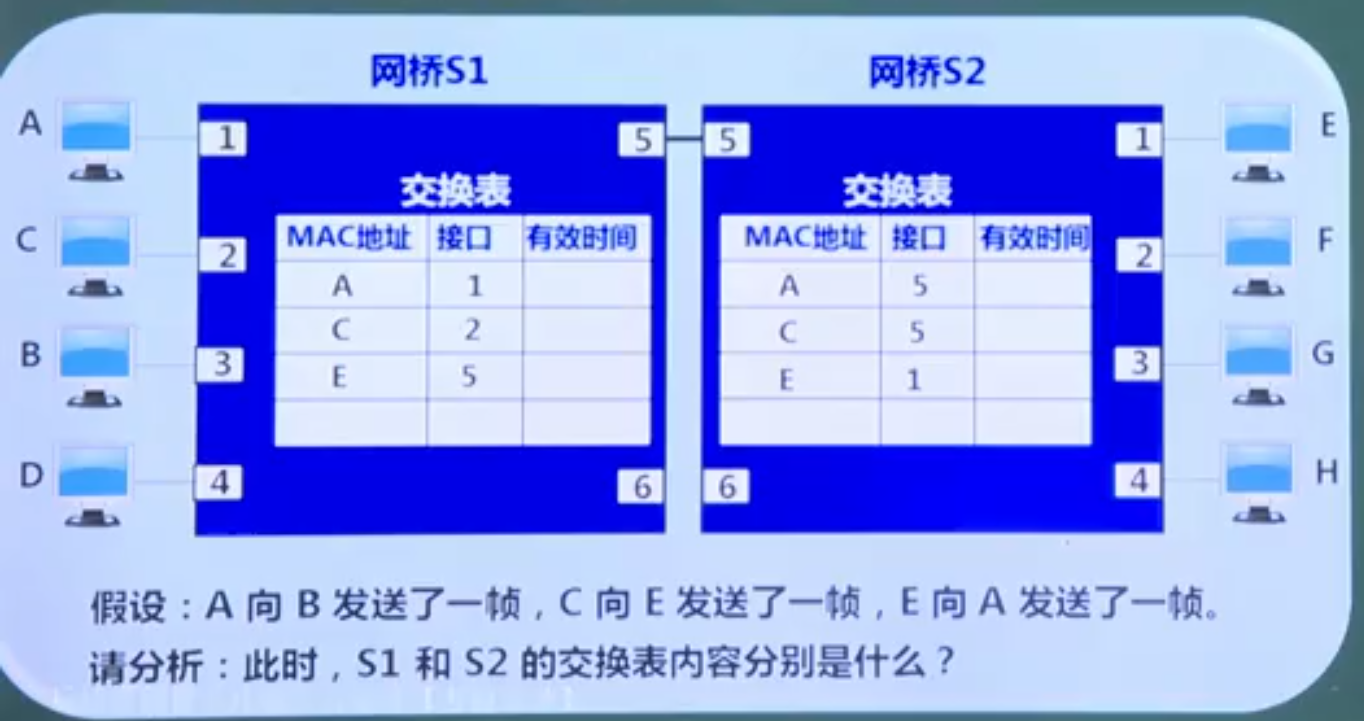 网桥S1 网桥S2
A 1 5 5 1 E
交换表 交换表
MAC地址 接口 有效时间 MAC地址 接口 有效时间
C 2 2 F
A 1 A 5
C 2 C 5
B 3 3 G
E 5 E 1
D 4 6 6 4 H
假设：A 向 B 发送了一帧，C 向 E 发送了一帧，E 向 A 发送了一帧。
请分析：此时，S1 和 S2 的交换表内容分别是什么？